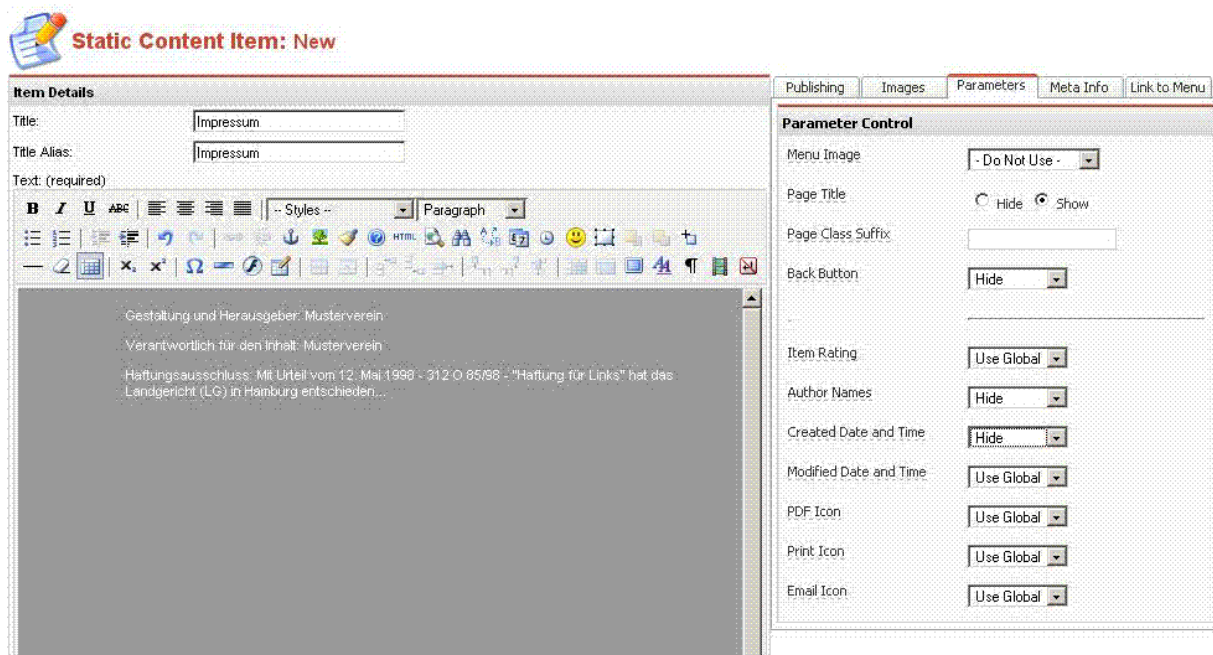 Static Content Item: New
Item Details
Title:
Impressum
Title Alias:
Impressum
Text: (required)
B I U ABC -- Styles -- Paragraph
HTML
Gestaltung und Herausgeber: Musterverein
Verantwortlich für den Inhalt: Musterverein
Haftungsausschluss: Mit Urteil vom 12. Mai 1998 - 312 O 85/98 - "Haftung für Links" hat das
Landgericht (LG) in Hamburg entschieden...
Publishing Images Parameters Meta Info Link to Menu
Parameter Control
Menu Image - Do Not Use -
Page Title Hide Show
Page Class Suffix
Back Button Hide
Item Rating Use Global
Author Names Hide
Created Date and Time Hide
Modified Date and Time Use Global
PDF Icon Use Global
Print Icon Use Global
Email Icon Use Global